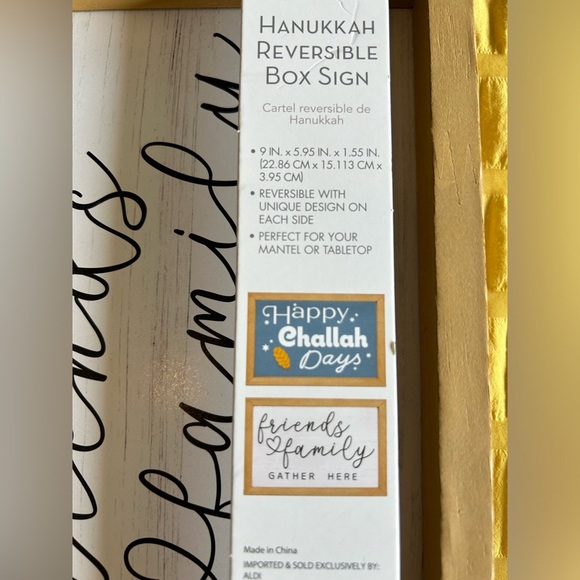 HANUKKAH
REVERSIBLE
BOX SIGN
Cartel reversible de
Hanukkah
• 9 IN. x 5.95 IN. x 1.55 IN.
(22.86 CM x 15.113 CM x
3.95 CM)
• REVERSIBLE WITH
UNIQUE DESIGN ON
EACH SIDE
• PERFECT FOR YOUR
MANTEL OR TABLETOP
Happy
Challah
Days
friends
family
GATHER HERE
Made in China
IMPORTED & SOLD EXCLUSIVELY BY:
ALDI
friends
family